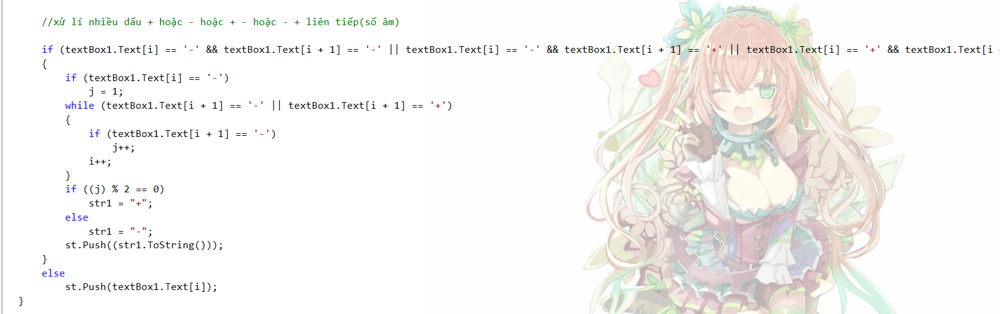 //xử lí nhiều dấu + hoặc - hoặc + - hoặc - + liên tiếp(số âm)
if (textBox1.Text[i] == '-' && textBox1.Text[i + 1] == '-' || textBox1.Text[i] == '-' && textBox1.Text[i + 1] == '+' || textBox1.Text[i] == '+' && textBox1.Text[i
{
if (textBox1.Text[i] == '-')
j = 1;
while (textBox1.Text[i + 1] == '-' || textBox1.Text[i + 1] == '+')
{
if (textBox1.Text[i + 1] == '-')
j++;
i++;
}
if ((j) % 2 == 0)
str1 = "+";
else
str1 = "-";
st.Push((str1.ToString()));
}
else
st.Push(textBox1.Text[i]);
}